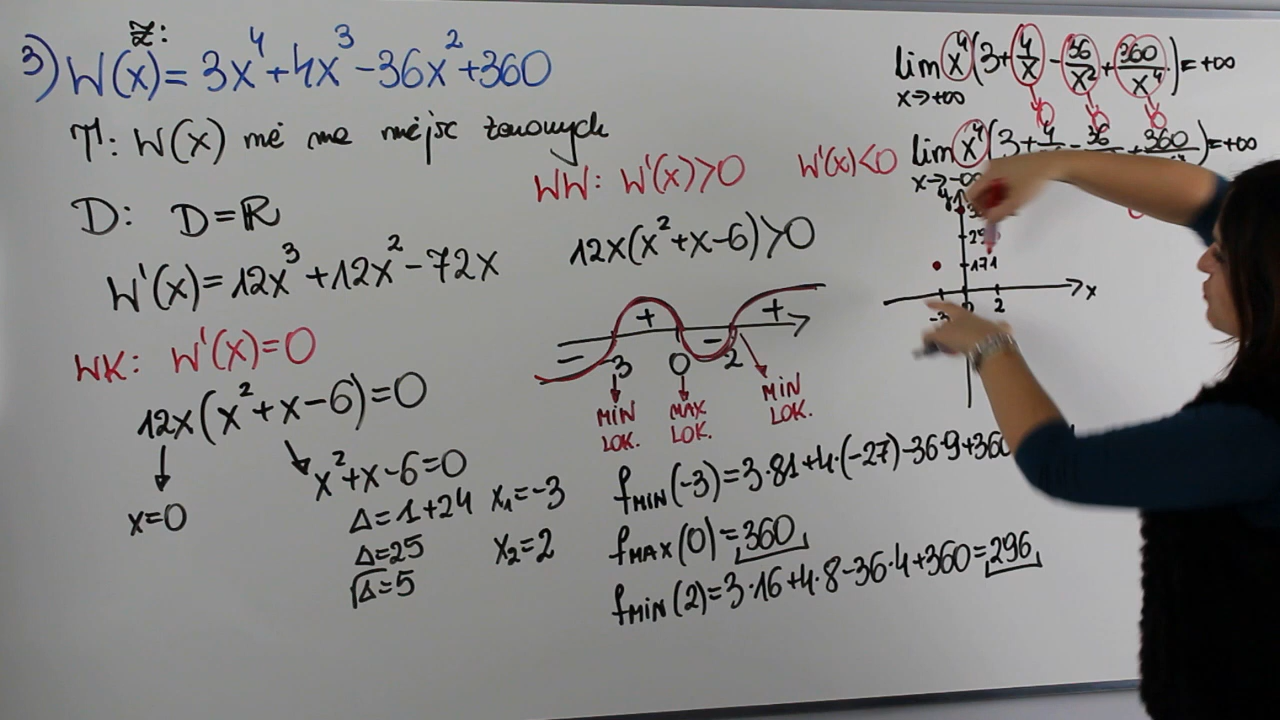 Z:
3) W(x) = 3x⁴+4x³-36x²+360
T: W(x) nie ma miejsc zerowych
D: D=ℝ
W'(x) = 12x³+12x²-72x
WK: W'(x)=0
12x(x²+x-6)=0
x=0
x²+x-6=0
Δ=1+24
Δ=25
√Δ=5
x₁=-3
x₂=2
WW: W'(x)>0 W'(x)<0
12x(x²+x-6)>0
- + - +
-3 0 2
MIN LOK.
MAX LOK.
MIN LOK.
fMIN(-3)=3·81+4·(-27)-36·9+360
fMAX(0)=360
fMIN(2)=3·16+4·8-36·4+360=296
lim x⁴(3+4/x-36/x²+360/x⁴)=+∞
x→+∞
0 0 0
lim x⁴(3+4 -36 +360 )=+∞
x→-∞
y
171
x
-3 2